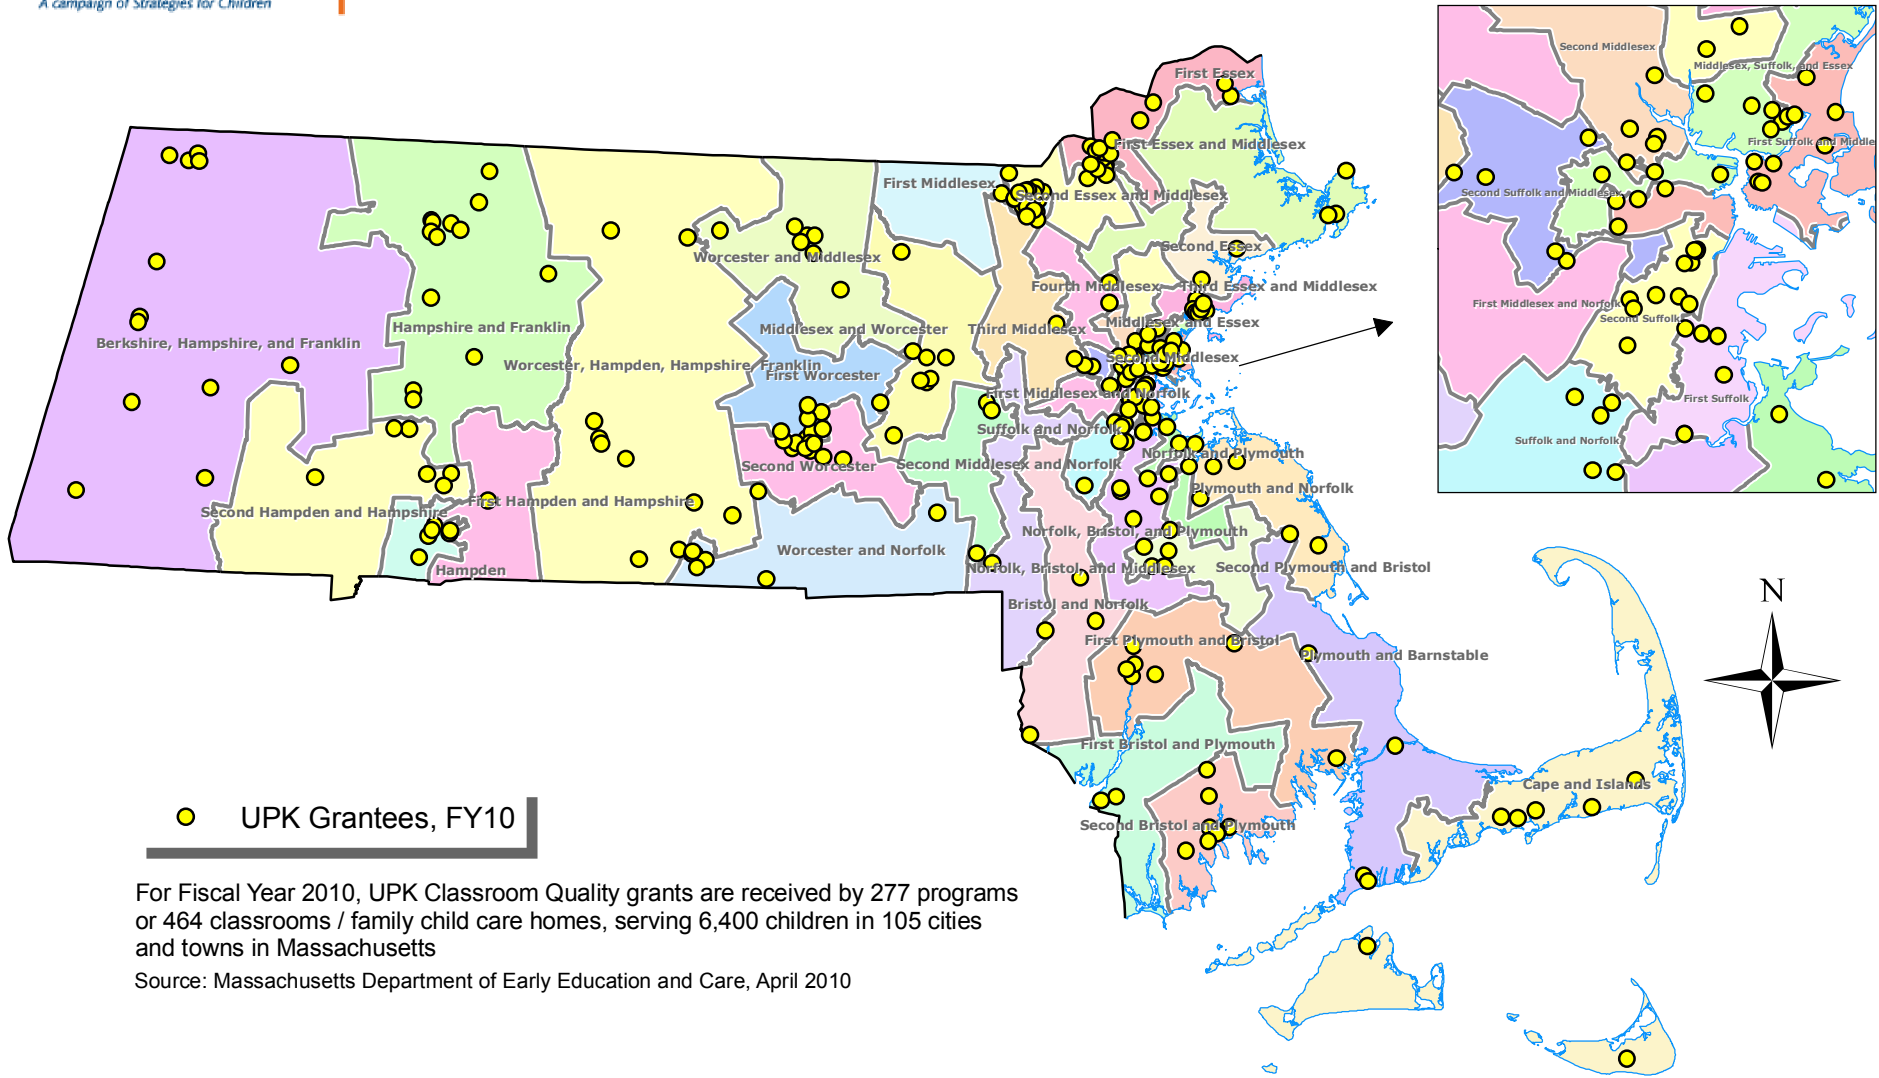 A campaign of Strategies for Children
First Essex
First Essex and Middlesex
First Middlesex
Second Essex and Middlesex
Second Essex
Worcester and Middlesex
Fourth Middlesex
Third Essex and Middlesex
Middlesex and Essex
Hampshire and Franklin
Middlesex and Worcester
Third Middlesex
Berkshire, Hampshire, and Franklin
Second Middlesex
Worcester, Hampden, Hampshire, Franklin
First Worcester
First Middlesex and Norfolk
Suffolk and Norfolk
Norfolk and Plymouth
Second Worcester
Second Middlesex and Norfolk
Plymouth and Norfolk
First Hampden and Hampshire
Second Hampden and Hampshire
Norfolk, Bristol, and Plymouth
Worcester and Norfolk
Hampden
Norfolk, Bristol, and Middlesex
Second Plymouth and Bristol
Bristol and Norfolk
First Plymouth and Bristol
Plymouth and Barnstable
First Bristol and Plymouth
Cape and Islands
Second Bristol and Plymouth
Second Middlesex
Middlesex, Suffolk, and Essex
First Suffolk and Middle
Second Suffolk and Middlesex
First Middlesex and Norfolk
Second Suffolk
First Suffolk
Suffolk and Norfolk
N
UPK Grantees, FY10
For Fiscal Year 2010, UPK Classroom Quality grants are received by 277 programs
or 464 classrooms / family child care homes, serving 6,400 children in 105 cities
and towns in Massachusetts
Source: Massachusetts Department of Early Education and Care, April 2010